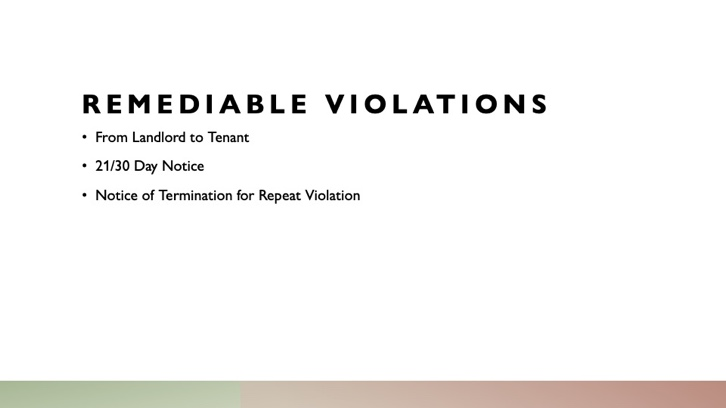 REMEDIABLE VIOLATIONS
• From Landlord to Tenant
• 21/30 Day Notice
• Notice of Termination for Repeat Violation